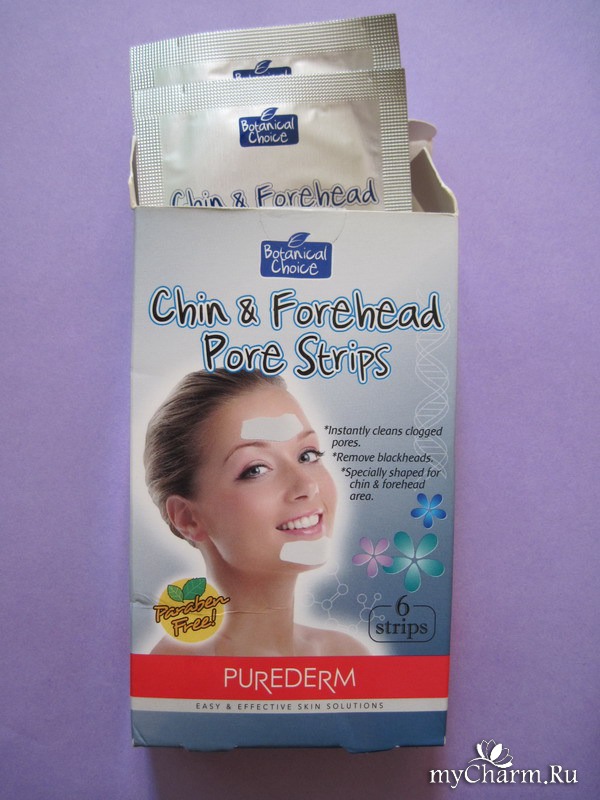 Botanical
Botanical
Choice
Chin & Forehead
Botanical
Choice
Chin & Forehead
Pore Strips
*Instantly cleans clogged
pores.
*Remove blackheads.
*Specially shaped for
chin & forehead
area.
Paraben
Free!
6
strips
PUREDERM
EASY & EFFECTIVE SKIN SOLUTIONS
myCharm.Ru